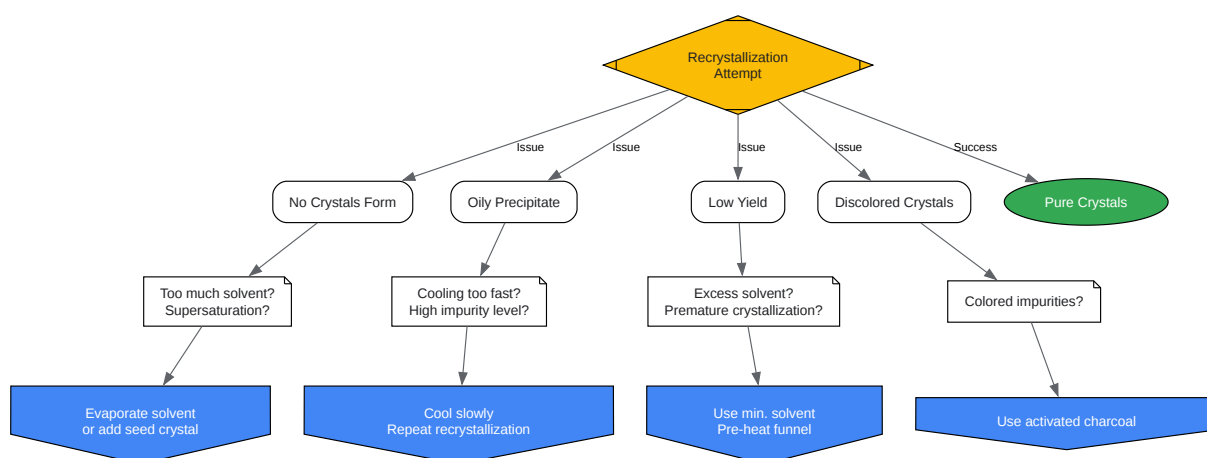 Recrystallization
Attempt
Issue
Issue
Issue
Issue
Success
No Crystals Form
Oily Precipitate
Low Yield
Discolored Crystals
Pure Crystals
Too much solvent?
Supersaturation?
Cooling too fast?
High impurity level?
Excess solvent?
Premature crystallization?
Colored impurities?
Evaporate solvent
or add seed crystal
Cool slowly
Repeat recrystallization
Use min. solvent
Pre-heat funnel
Use activated charcoal